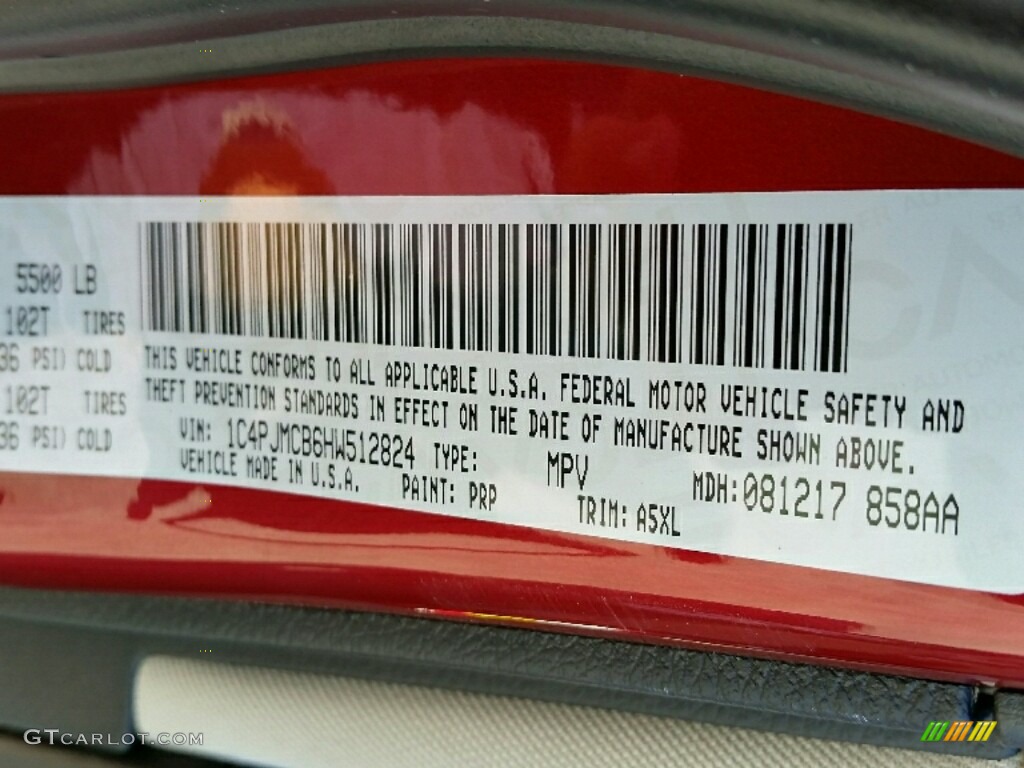 5500 LB
102T TIRES
36 PSI) COLD
102T TIRES
36 PSI) COLD
THIS VEHICLE CONFORMS TO ALL APPLICABLE U.S.A. FEDERAL MOTOR VEHICLE SAFETY AND
THEFT PREVENTION STANDARDS IN EFFECT ON THE DATE OF MANUFACTURE SHOWN ABOVE.
VIN: 1C4PJMCB6HW512824 TYPE: MPV MDH:081217 858AA
VEHICLE MADE IN U.S.A. PAINT: PRP TRIM: A5XL
GTCARLOT.COM